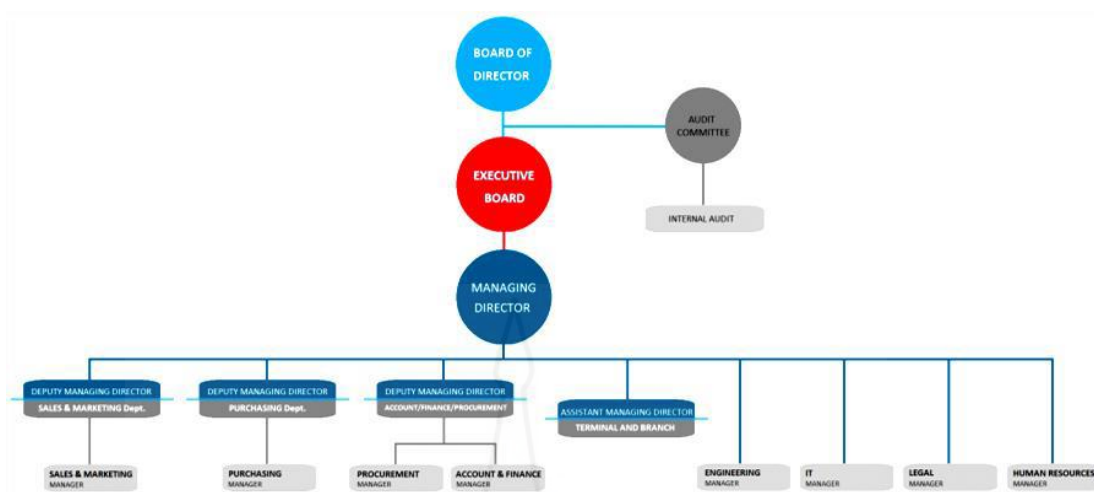 BOARD OF
DIRECTOR
AUDIT
COMMITTEE
EXECUTIVE
BOARD
INTERNAL AUDIT
MANAGING
DIRECTOR
DEPUTY MANAGING DIRECTOR
SALES & MARKETING Dept.
DEPUTY MANAGING DIRECTOR
PURCHASING Dept.
DEPUTY MANAGING DIRECTOR
ACCOUNT/FINANCE/PROCUREMENT
ASSISTANT MANAGING DIRECTOR
TERMINAL AND BRANCH
SALES & MARKETING
MANAGER
PURCHASING
MANAGER
PROCUREMENT
MANAGER
ACCOUNT & FINANCE
MANAGER
ENGINEERING
MANAGER
IT
MANAGER
LEGAL
MANAGER
HUMAN RESOURCES
MANAGER